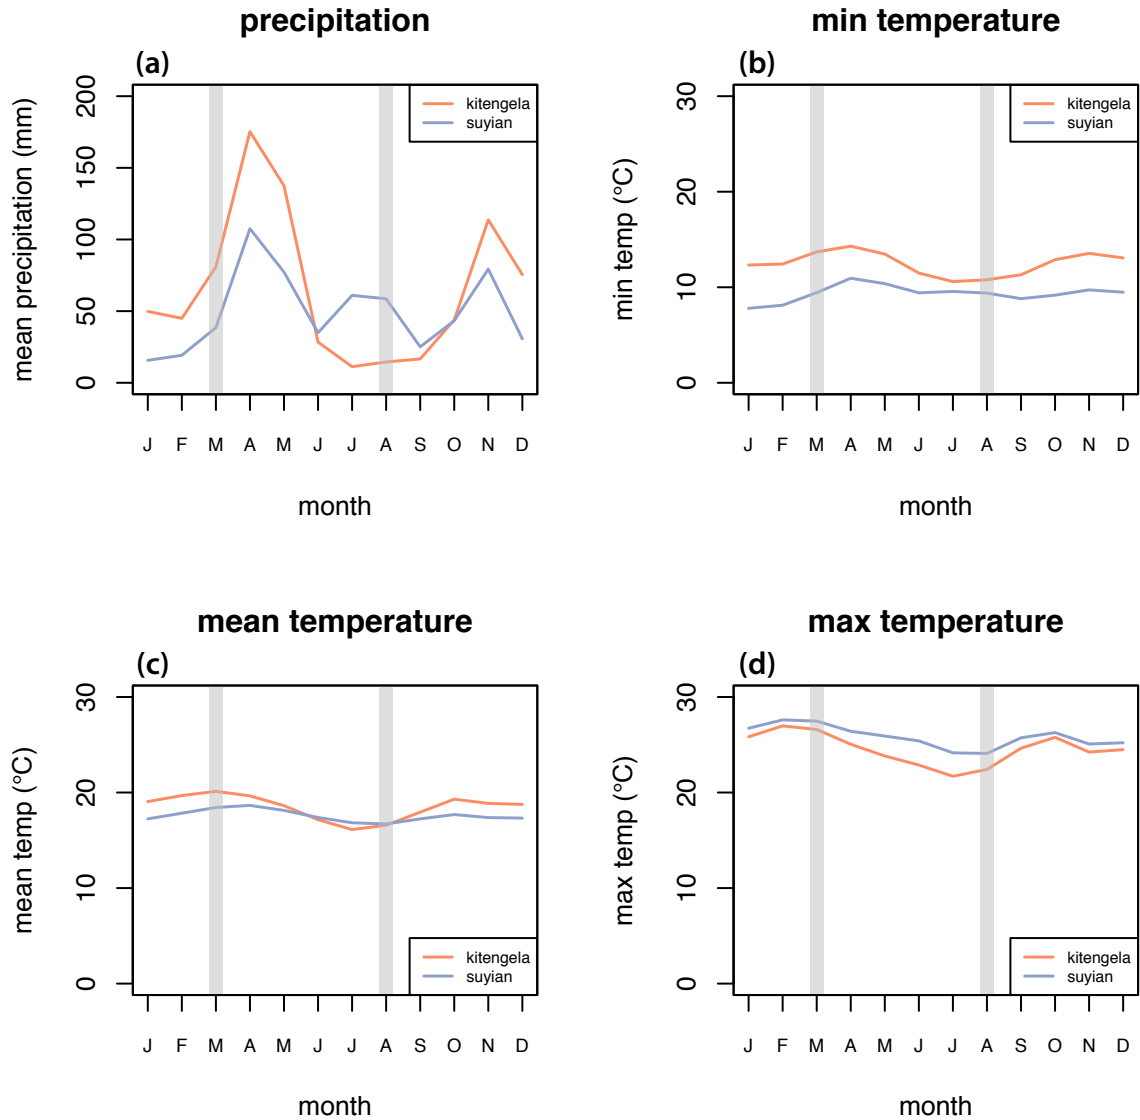 precipitation
(a)
mean precipitation (mm)
200
150
100
50
0
kitengela
suyian
J F M A M J J A S O N D
month
min temperature
(b)
min temp (°C)
30
20
10
0
kitengela
suyian
J F M A M J J A S O N D
month
mean temperature
(c)
mean temp (°C)
30
20
10
0
kitengela
suyian
J F M A M J J A S O N D
month
max temperature
(d)
max temp (°C)
30
20
10
0
kitengela
suyian
J F M A M J J A S O N D
month